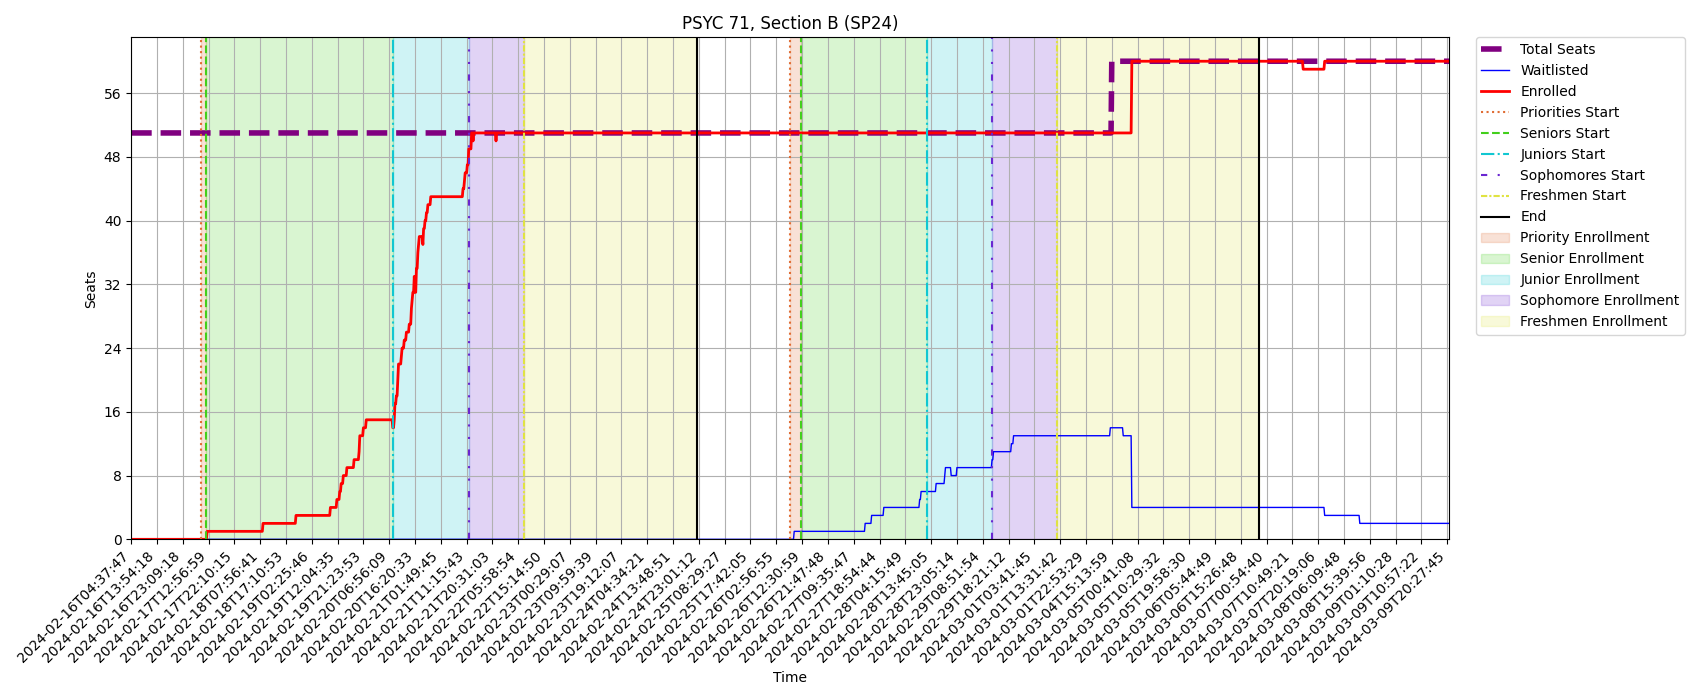 PSYC 71, Section B (SP24)
Seats
56
48
40
32
24
16
8
0
2024-02-16T04:37:47
2024-02-16T13:54:18
2024-02-16T23:09:18
2024-02-17T12:56:59
2024-02-17T22:10:15
2024-02-18T07:56:41
2024-02-18T17:10:53
2024-02-19T02:25:46
2024-02-19T12:04:35
2024-02-19T21:23:53
2024-02-20T06:56:09
2024-02-20T16:20:33
2024-02-21T01:49:45
2024-02-21T11:15:43
2024-02-21T20:31:03
2024-02-22T05:58:54
2024-02-22T15:14:50
2024-02-23T00:29:07
2024-02-23T09:59:39
2024-02-23T19:12:07
2024-02-24T04:34:21
2024-02-24T13:48:51
2024-02-24T23:01:12
2024-02-25T08:29:27
2024-02-25T17:42:05
2024-02-26T02:56:55
2024-02-26T12:30:59
2024-02-26T21:47:48
2024-02-27T09:35:47
2024-02-27T18:54:44
2024-02-28T04:15:49
2024-02-28T13:45:05
2024-02-28T23:05:14
2024-02-29T08:51:54
2024-02-29T18:21:12
2024-03-01T03:41:45
2024-03-01T13:31:42
2024-03-01T22:53:29
2024-03-04T15:13:59
2024-03-05T00:41:08
2024-03-05T10:29:32
2024-03-05T19:58:30
2024-03-06T05:44:49
2024-03-06T15:26:48
2024-03-07T00:54:40
2024-03-07T10:49:21
2024-03-07T20:19:06
2024-03-08T06:09:48
2024-03-08T15:39:56
2024-03-09T01:10:28
2024-03-09T10:57:22
2024-03-09T20:27:45
Time
Total Seats
Waitlisted
Enrolled
Priorities Start
Seniors Start
Juniors Start
Sophomores Start
Freshmen Start
End
Priority Enrollment
Senior Enrollment
Junior Enrollment
Sophomore Enrollment
Freshmen Enrollment